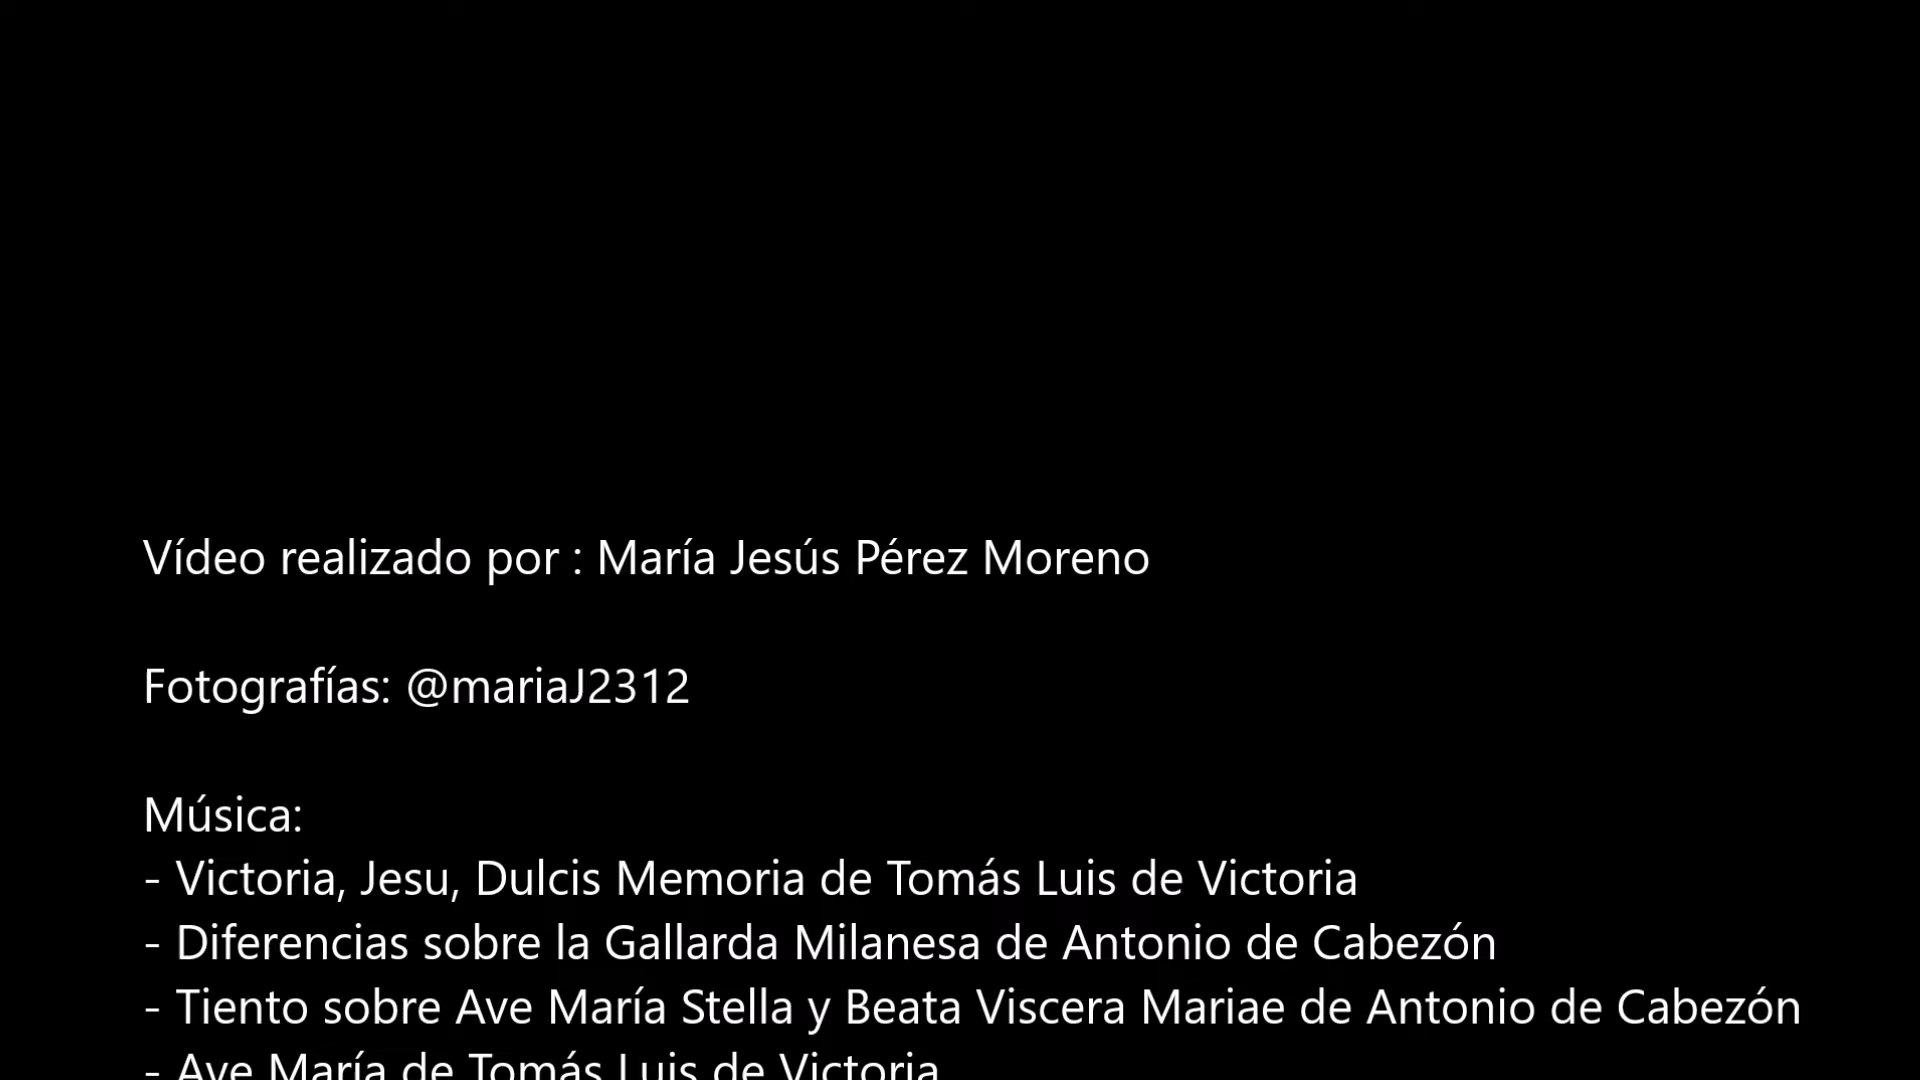 Vídeo realizado por : María Jesús Pérez Moreno
Fotografías: @mariaJ2312
Música:
- Victoria, Jesu, Dulcis Memoria de Tomás Luis de Victoria
- Diferencias sobre la Gallarda Milanesa de Antonio de Cabezón
- Tiento sobre Ave María Stella y Beata Viscera Mariae de Antonio de Cabezón
- Ave María de Tomás Luis de Victoria